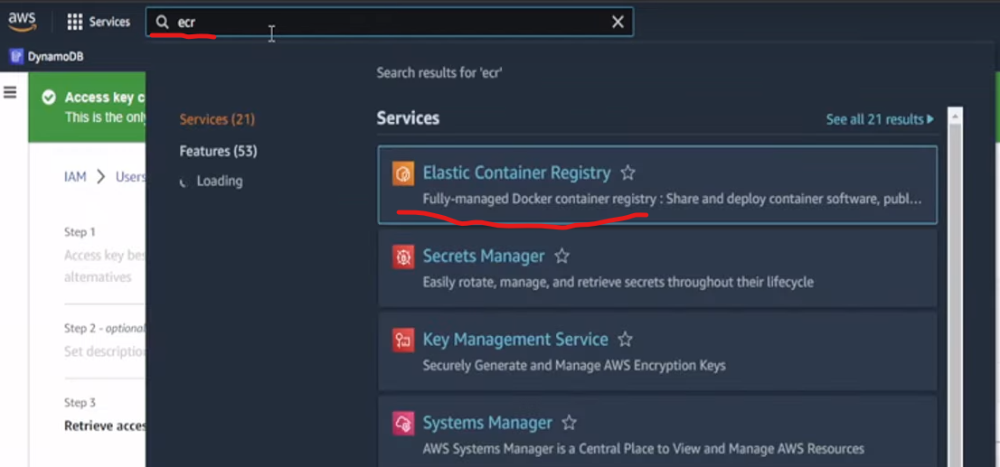 aws
Services
ecr
DynamoDB
Search results for 'ecr'
Access key c
This is the only
Services (21)
Features (53)
Loading
Services
See all 21 results
IAM
Users
Elastic Container Registry
Fully-managed Docker container registry : Share and deploy container software, publ...
Step 1
Access key bes
alternatives
Secrets Manager
Easily rotate, manage, and retrieve secrets throughout their lifecycle
Step 2 - optional
Set description
Key Management Service
Securely Generate and Manage AWS Encryption Keys
Step 3
Retrieve acces
Systems Manager
AWS Systems Manager is a Central Place to View and Manage AWS Resources